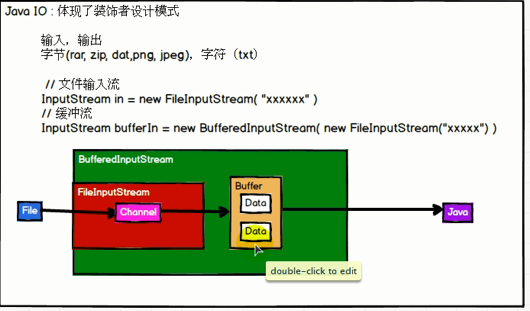 Java IO : 体现了装饰者设计模式
输入，输出
字节(rar, zip, dat,png, jpeg)，字符（txt）
// 文件输入流
InputStream in = new FileInputStream( "xxxxxx" )
// 缓冲流
InputStream bufferIn = new BufferedInputStream( new FileInputStream("xxxxx") )
BufferedInputStream
FileInputStream
Buffer
Data
File
Channel
Java
Data
double-click to edit